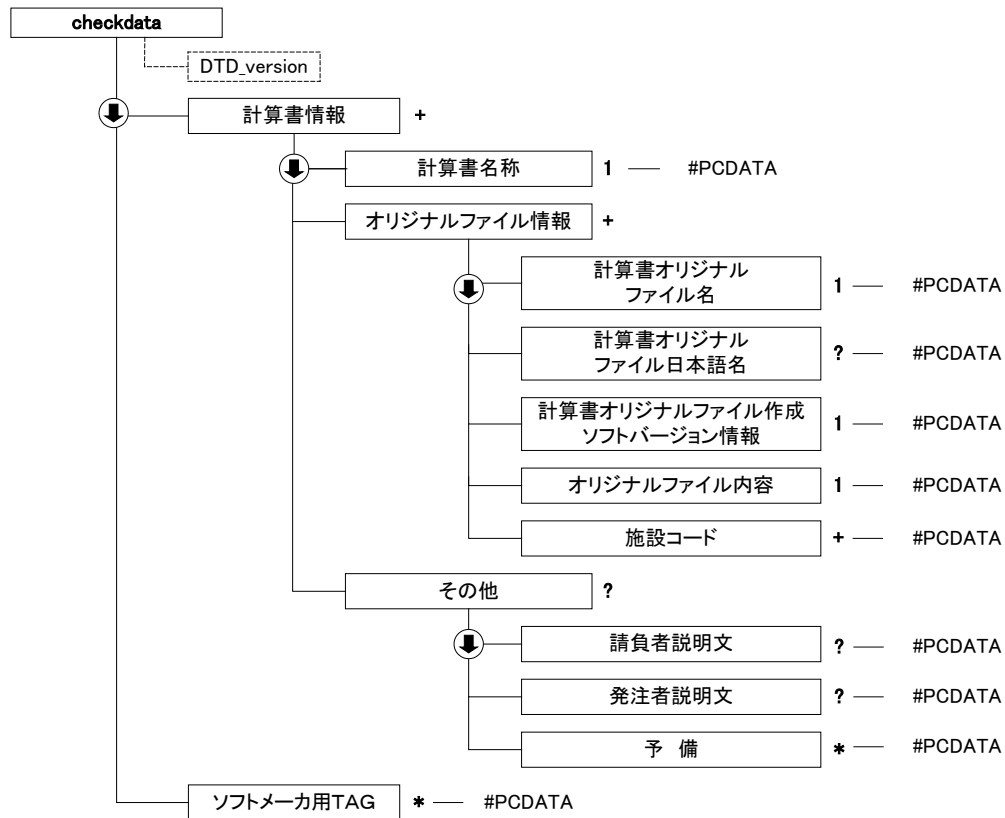 checkdata
DTD_version
計算書情報 +
計算書名称 1 #PCDATA
オリジナルファイル情報 +
計算書オリジナル
ファイル名 1 #PCDATA
計算書オリジナル
ファイル日本語名 ? #PCDATA
計算書オリジナルファイル作成
ソフトバージョン情報 1 #PCDATA
オリジナルファイル内容 1 #PCDATA
施設コード + #PCDATA
その他 ?
請負者説明文 ? #PCDATA
発注者説明文 ? #PCDATA
予　備 * #PCDATA
ソフトメーカ用TAG * #PCDATA